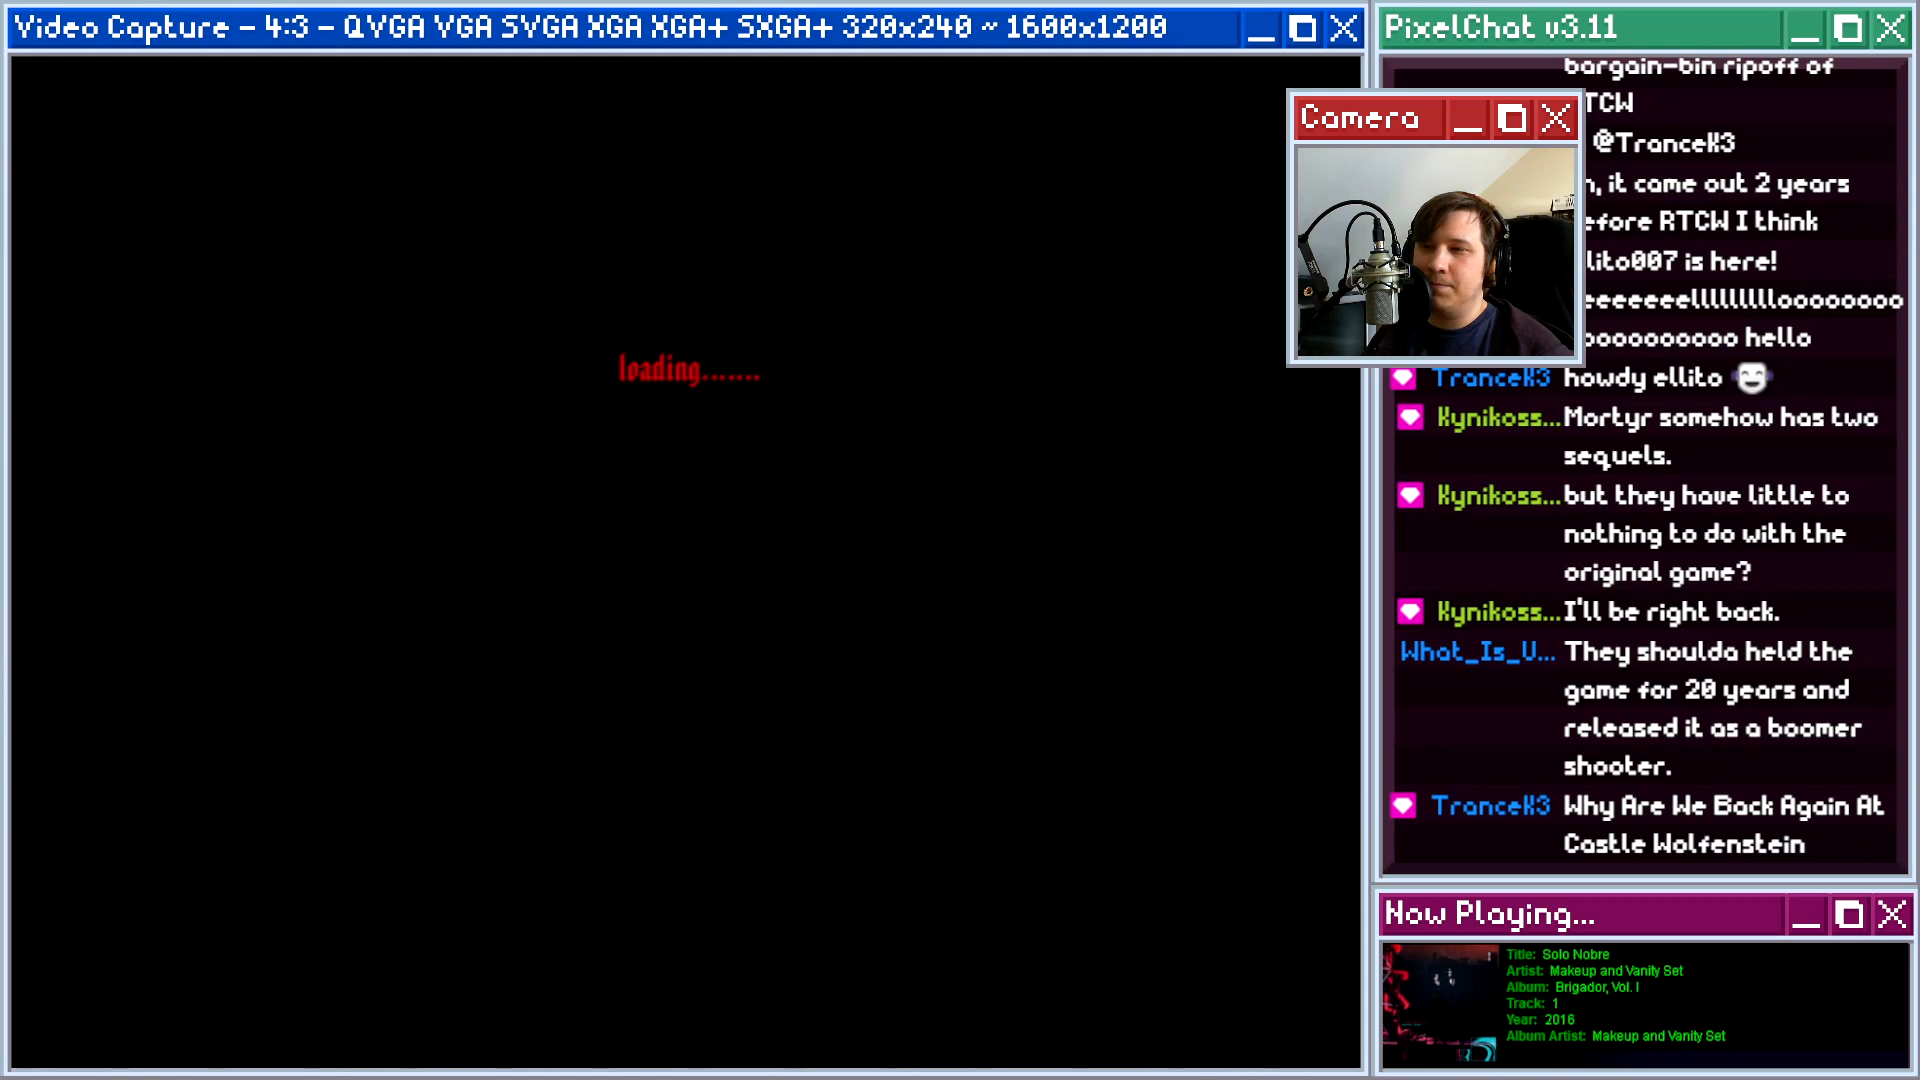 Video Capture - 4:3 - QVGA VGA SVGA XGA XGA+ SXGA+ 320x240 ~ 1600x1200
loading.......
Camera
PixelChat v3.11
bargain-bin ripoff of
TCW
@TranceK3
it came out 2 years
efore RTCW I think
lito007 is here!
eeeeeeellllllllloooooooo
oooooooooo hello
TranceK3 howdy ellito
Kynikoss... Mortyr somehow has two
sequels.
Kynikoss... but they have little to
nothing to do with the
original game?
Kynikoss... I'll be right back.
What_Is_U... They shoulda held the
game for 20 years and
released it as a boomer
shooter.
TranceK3 Why Are We Back Again At
Castle Wolfenstein
Now Playing...
Title: Solo Nobre
Artist: Makeup and Vanity Set
Album: Brigador, Vol. I
Track: 1
Year: 2016
Album Artist: Makeup and Vanity Set